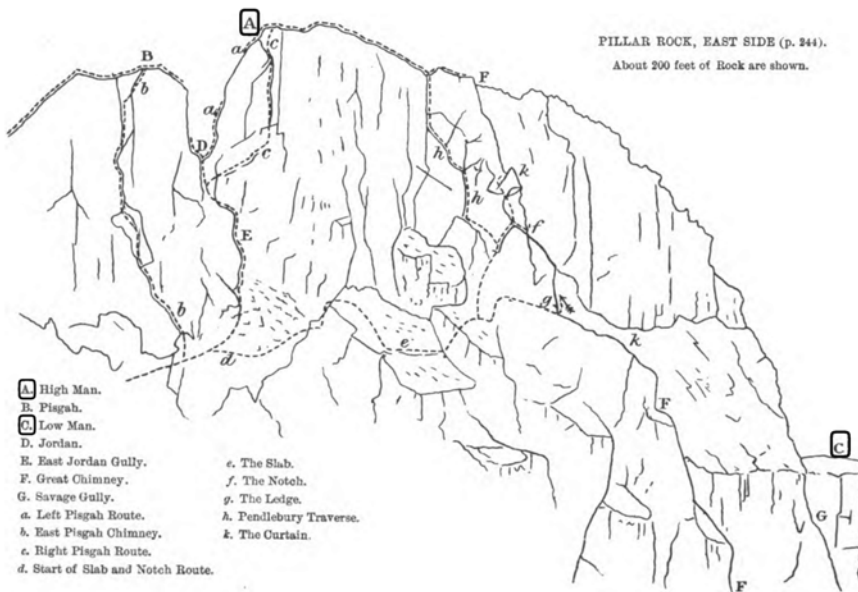 A
PILLAR ROCK, EAST SIDE (p. 244).
About 200 feet of Rock are shown.
a
c
B
b
F
a
D
c
h
k
h
f
E
g
b
d
e
k
A. High Man.
B. Pisgah.
C. Low Man.
D. Jordan.
E. East Jordan Gully.
F. Great Chimney.
G. Savage Gully.
a. Left Pisgah Route.
b. East Pisgah Chimney.
c. Right Pisgah Route.
d. Start of Slab and Notch Route.
e. The Slab.
f. The Notch.
g. The Ledge.
h. Pendlebury Traverse.
k. The Curtain.
F
C
G
F